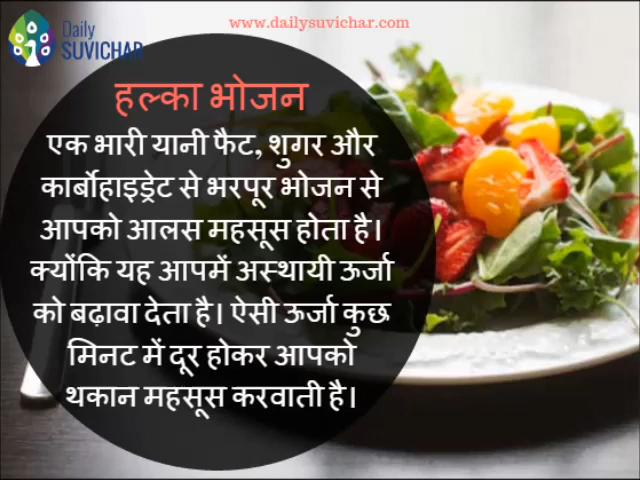 www.dailysuvichar.com
Daily
SUVICHAR
हल्का भोजन
एक भारी यानी फैट, शुगर और
कार्बोहाइड्रेट से भरपूर भोजन से
आपको आलस महसूस होता है।
क्योंकि यह आपमें अस्थायी ऊर्जा
को बढ़ावा देता है। ऐसी ऊर्जा कुछ
मिनट में दूर होकर आपको
थकान महसूस करवाती है।